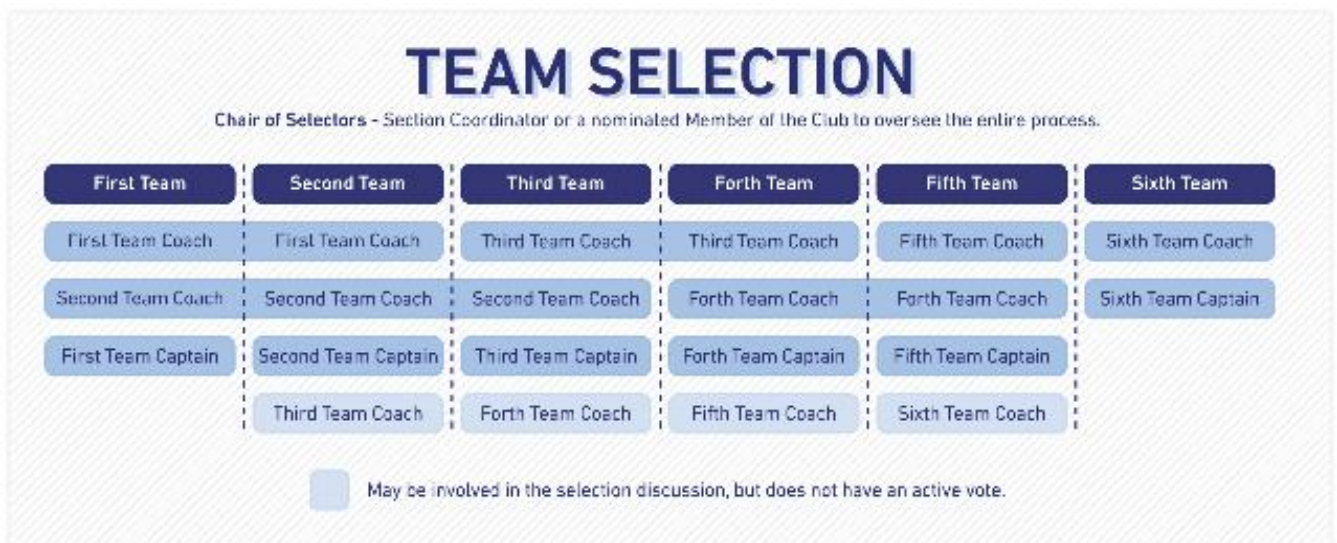 TEAM SELECTION
Chair of Selectors - Section Coordinator or a nominated Member of the Club to oversee the entire process.
First Team Second Team Third Team Forth Team Fifth Team Sixth Team
First Team Coach First Team Coach Third Team Coach Third Team Coach Fifth Team Coach Sixth Team Coach
Second Team Coach Second Team Coach Second Team Coach Forth Team Coach Forth Team Coach Sixth Team Captain
First Team Captain Second Team Captain Third Team Captain Forth Team Captain Fifth Team Captain
Third Team Coach Forth Team Coach Fifth Team Coach Sixth Team Coach
May be involved in the selection discussion, but does not have an active vote.